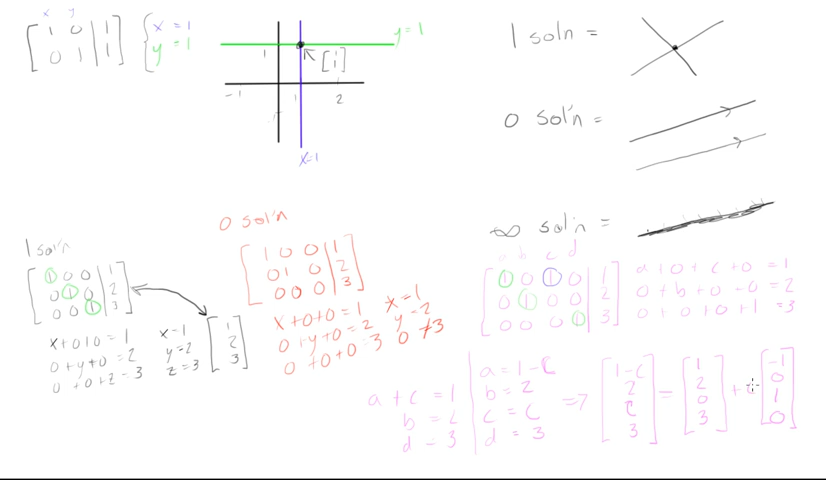 x y
[1 0 | 1]
[0 1 | 1]
{x = 1
y = 1
y = 1
1
[1]
[1]
-1 1 2
x=1
1 soln =
0 sol'n =
∞ sol'n =
1 sol'n
[1 0 0 | 1]
[0 1 0 | 2]
[0 0 1 | 3]
x+0+0 = 1
0+y+0 = 2
0+0+z = 3
x=1
y=2
z=3
[1]
[2]
[3]
0 sol'n
[1 0 0 | 1]
[0 1 0 | 2]
[0 0 0 | 3]
x+0+0 = 1
0+y+0 = 2
0+0+0 = 3
x=1
y=2
0≠3
a b c d
[1 0 1 0 | 1]
[0 1 0 0 | 2]
[0 0 0 1 | 3]
a+0+c+0 = 1
0+b+0-0 = 2
0+0+0+1 = 3
a+c = 1
b = 2
d = 3
a = 1-c
b = 2
c = c
d = 3
=>
[1-c]
[2]
[c]
[3]
=
[1]
[2]
[0]
[3]
+
[-1]
[0]
[1]
[0]